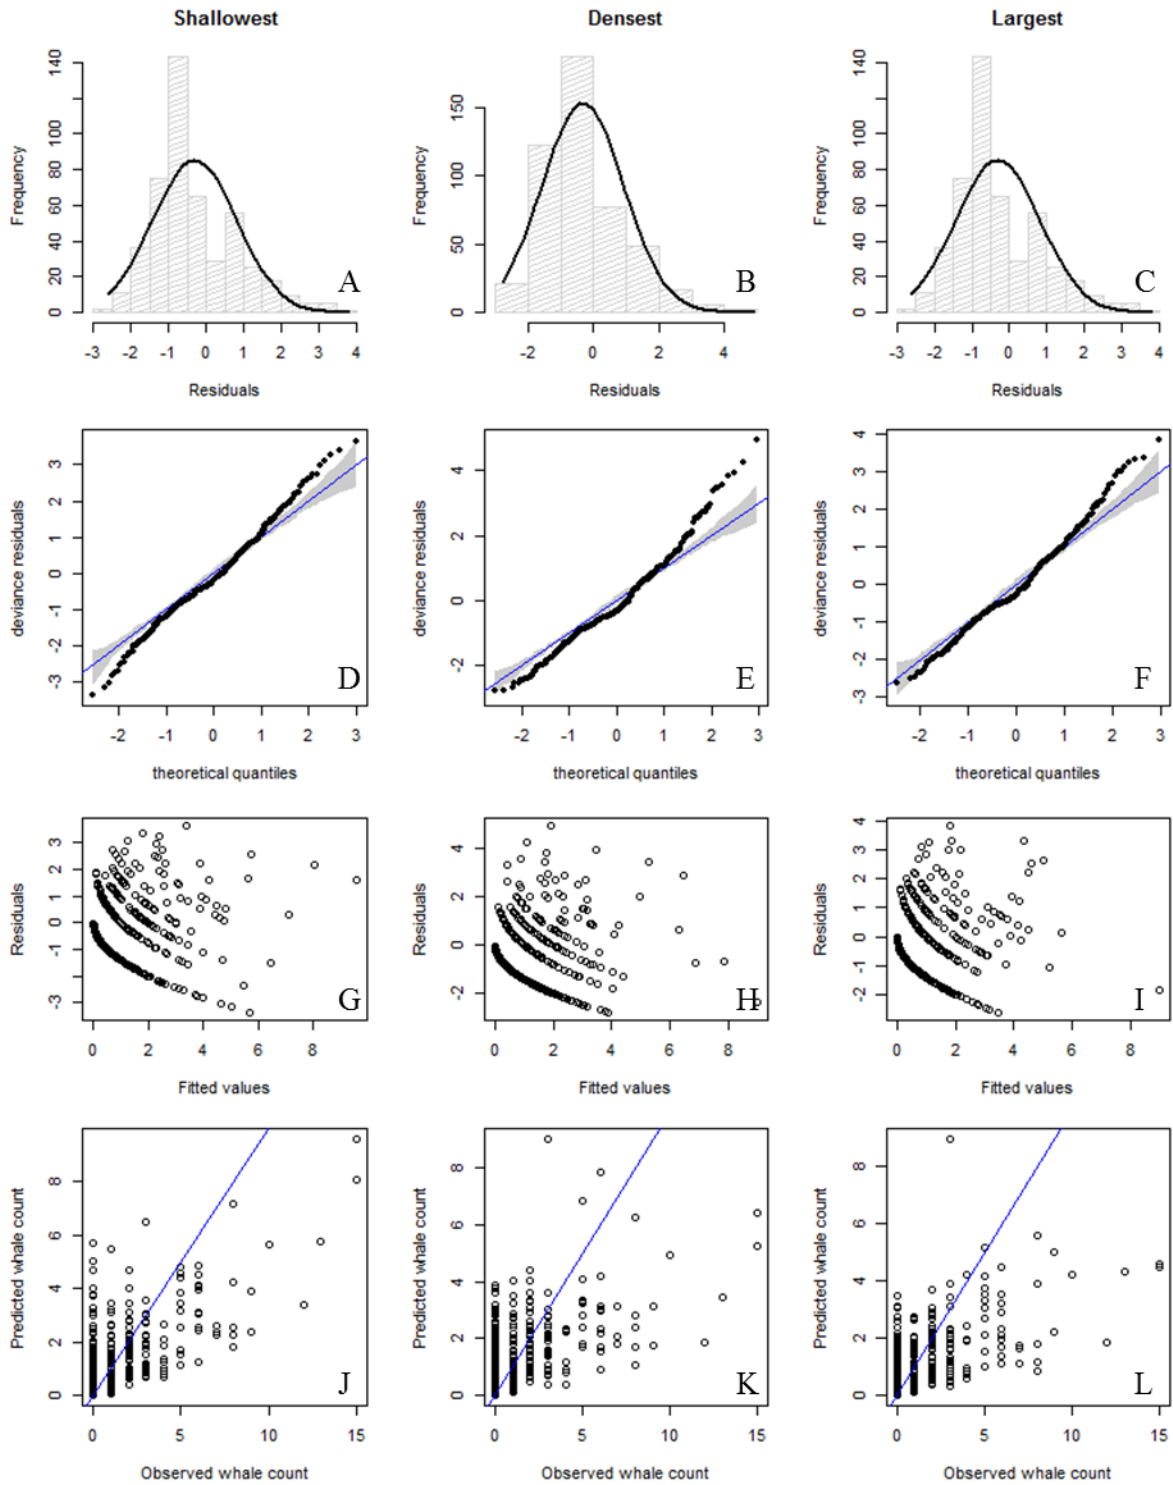 Shallowest Densest Largest
Frequency 0 20 40 60 80 100 140 -3 -2 -1 0 1 2 3 4 Residuals A
Frequency 0 50 100 150 -2 0 2 4 Residuals B
Frequency 0 20 40 60 80 100 140 -3 -2 -1 0 1 2 3 4 Residuals C
deviance residuals -3 -2 -1 0 1 2 3 -2 -1 0 1 2 3 theoretical quantiles D
deviance residuals -2 0 2 4 -2 -1 0 1 2 3 theoretical quantiles E
deviance residuals -3 -2 -1 0 1 2 3 4 -2 -1 0 1 2 3 theoretical quantiles F
Residuals -3 -1 0 1 2 3 0 2 4 6 8 Fitted values G
Residuals -2 0 2 4 0 2 4 6 8 Fitted values H
Residuals -2 -1 0 1 2 3 4 0 2 4 6 8 Fitted values I
Predicted whale count 0 2 4 6 8 0 5 10 15 Observed whale count J
Predicted whale count 0 2 4 6 8 0 5 10 15 Observed whale count K
Predicted whale count 0 2 4 6 8 0 5 10 15 Observed whale count L